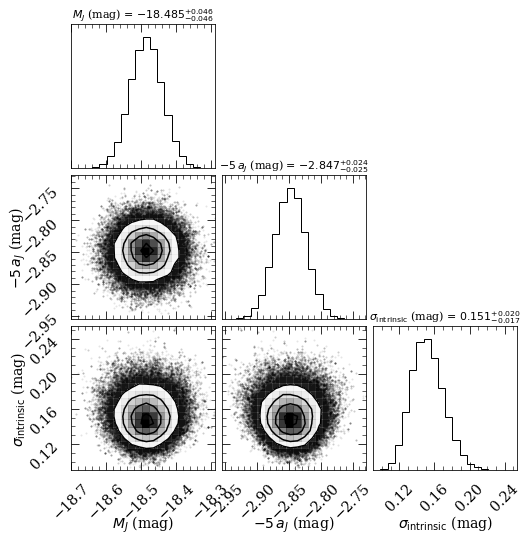 M_J (mag) = −18.485^{+0.046}_{−0.046}
−5 a_J (mag) = −2.847^{+0.024}_{−0.025}
−5 a_J (mag)
−2.75
−2.80
−2.85
−2.90
−2.95
σ_intrinsic (mag) = 0.151^{+0.020}_{−0.017}
σ_intrinsic (mag)
0.24
0.20
0.16
0.12
−18.7 −18.6 −18.5 −18.4 −18.3
M_J (mag)
−2.95 −2.90 −2.85 −2.80 −2.75
−5 a_J (mag)
0.12 0.16 0.20 0.24
σ_intrinsic (mag)